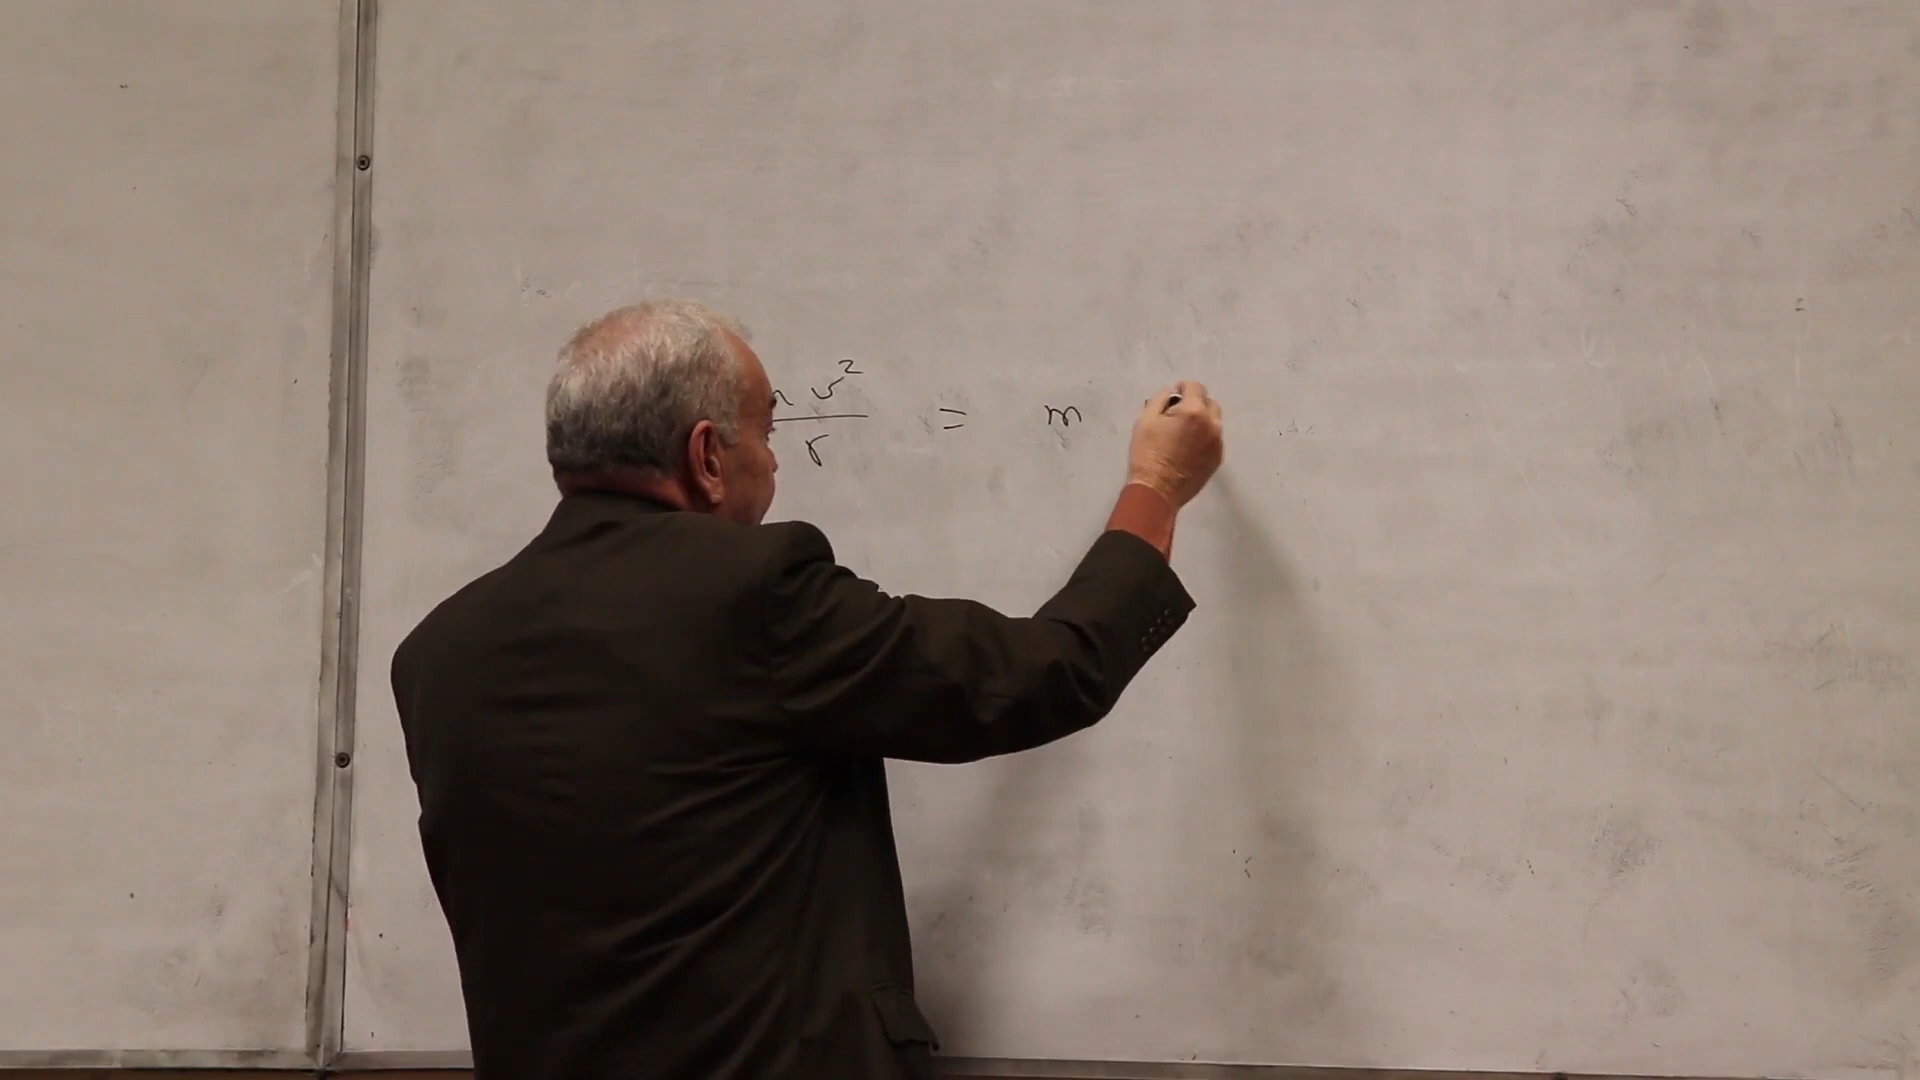 m v²
r
= m